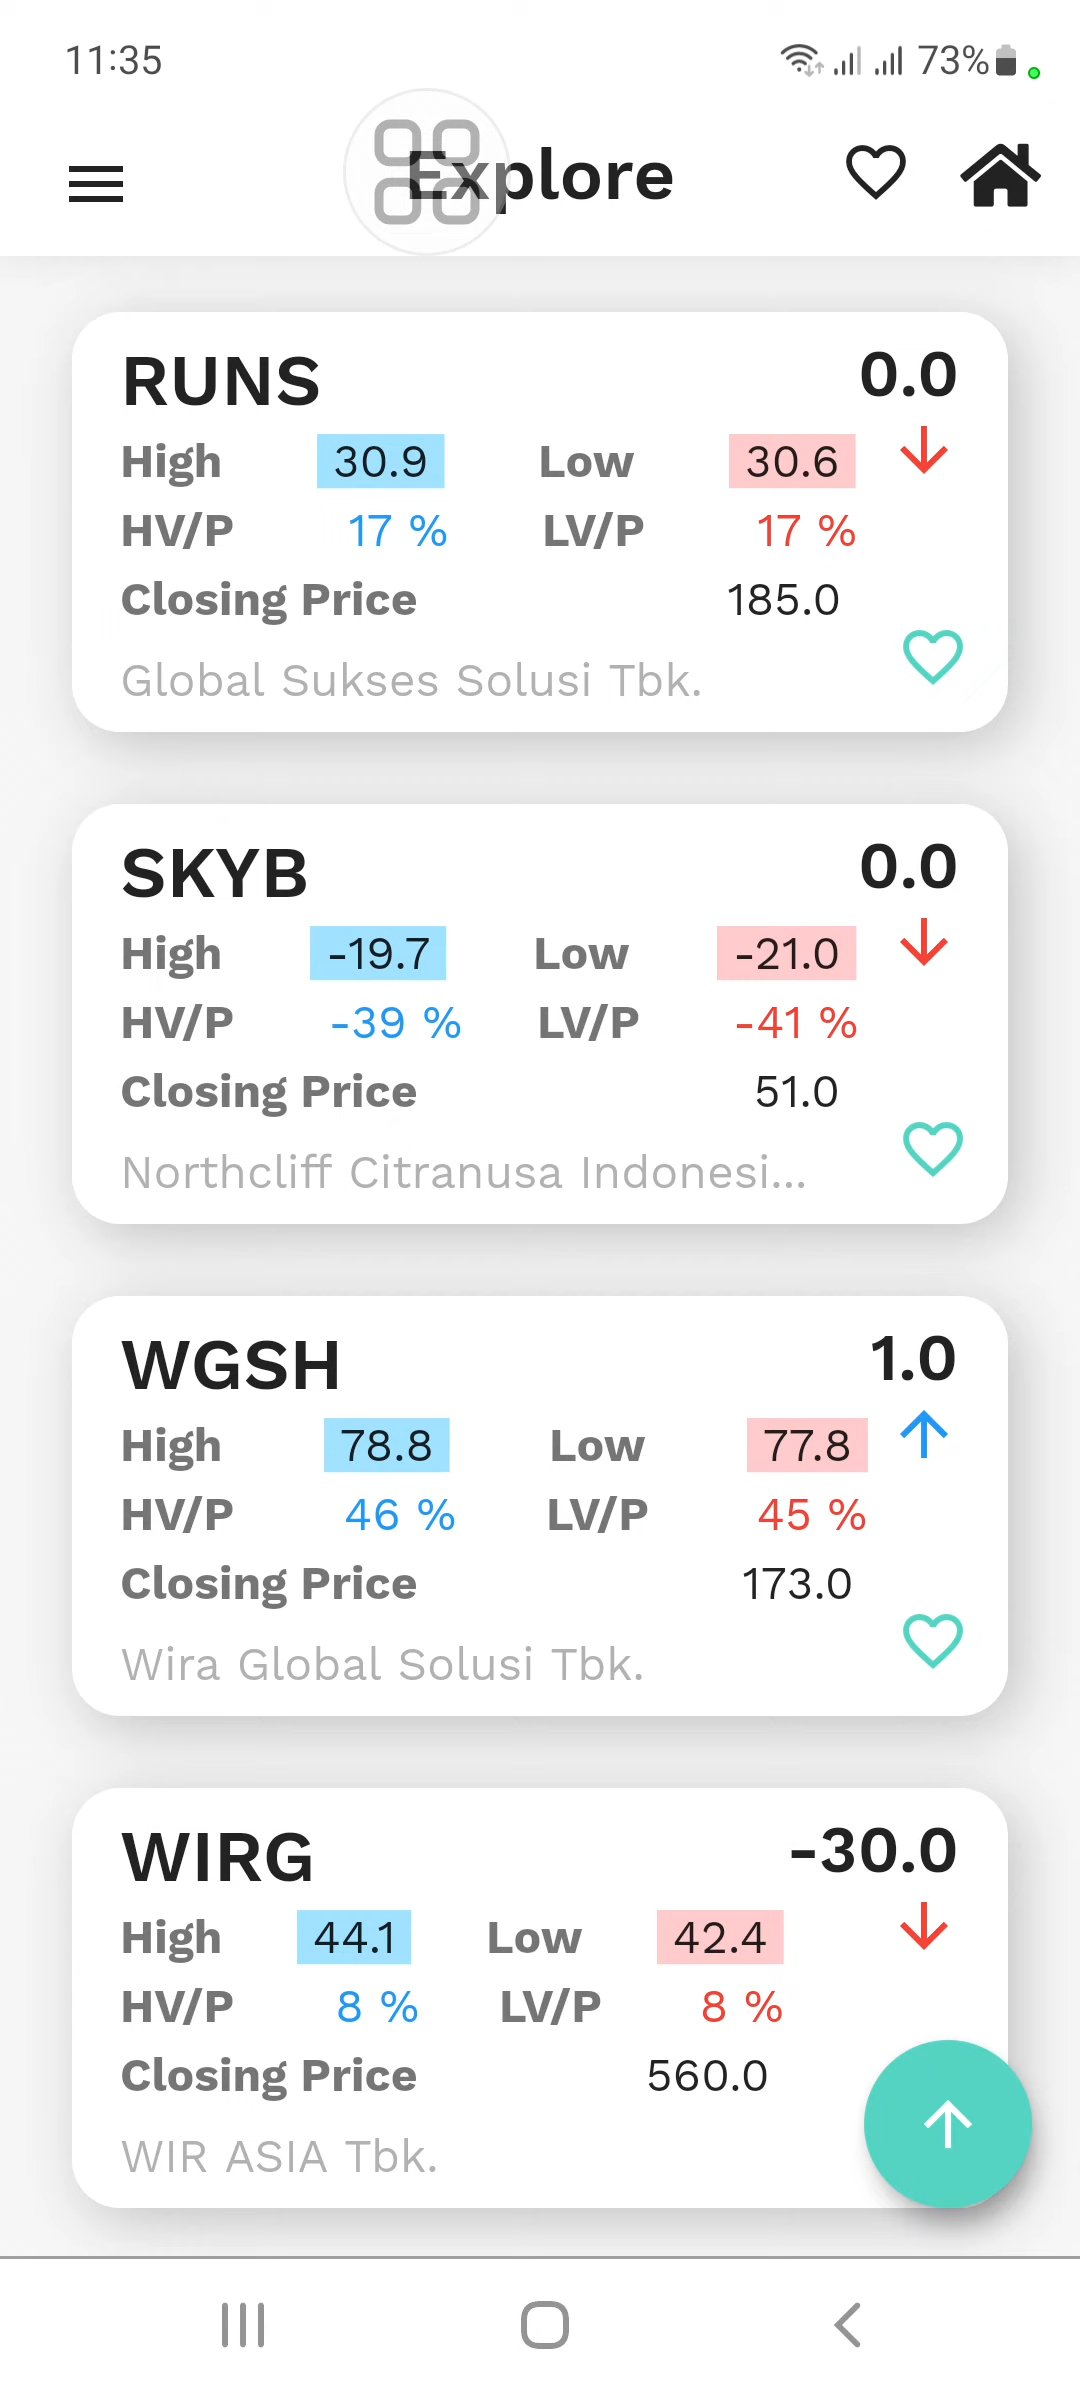 11:35 73%
Explore
RUNS 0.0
High 30.9 Low 30.6
HV/P 17 % LV/P 17 %
Closing Price 185.0
Global Sukses Solusi Tbk.
SKYB 0.0
High -19.7 Low -21.0
HV/P -39 % LV/P -41 %
Closing Price 51.0
Northcliff Citranusa Indonesi...
WGSH 1.0
High 78.8 Low 77.8
HV/P 46 % LV/P 45 %
Closing Price 173.0
Wira Global Solusi Tbk.
WIRG -30.0
High 44.1 Low 42.4
HV/P 8 % LV/P 8 %
Closing Price 560.0
WIR ASIA Tbk.